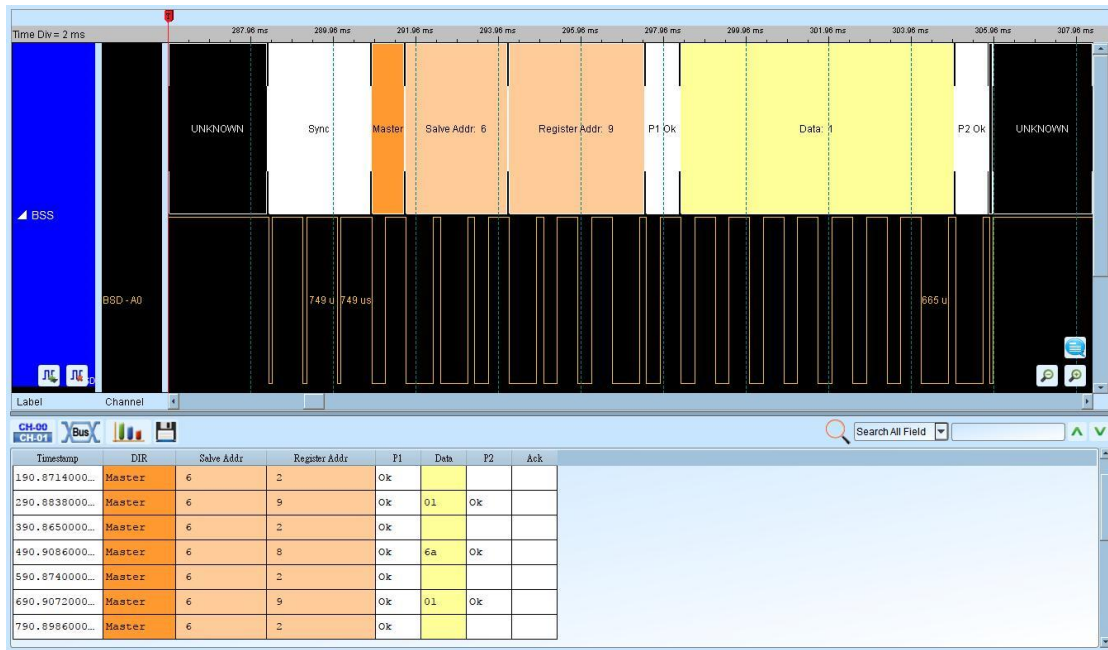 Time Div = 2 ms
287.96 ms 289.96 ms 291.96 ms 293.96 ms 295.96 ms 297.96 ms 299.96 ms 301.96 ms 303.96 ms 305.96 ms 307.96 ms
UNKNOWN Sync Master Salve Addr: 6 Register Addr: 9 P1 Ok Data: 1 P2 Ok UNKNOWN
BSS
BSD - A0 749 u 749 us 665 u
Label Channel
CH-00
CH-01 Bus Search All Field
Timestamp DIR Salve Addr Register Addr P1 Data P2 Ack
190.8714000... Master 6 2 Ok
290.8838000... Master 6 9 Ok 01 Ok
390.8650000... Master 6 2 Ok
490.9086000... Master 6 8 Ok 6a Ok
590.8740000... Master 6 2 Ok
690.9072000... Master 6 9 Ok 01 Ok
790.8986000... Master 6 2 Ok